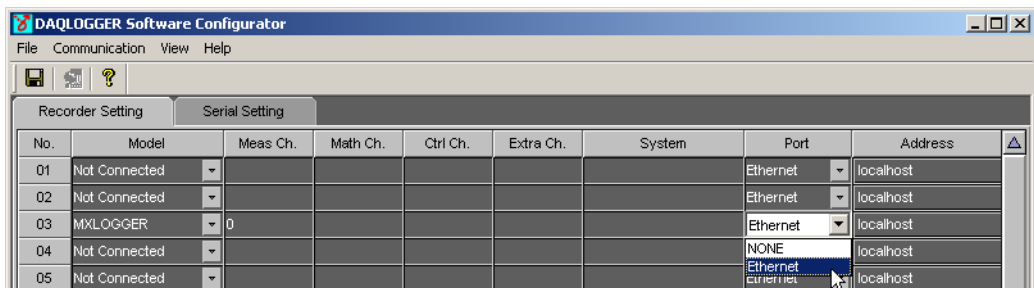 DAQLOGGER Software Configurator
File Communication View Help
Recorder Setting Serial Setting
No. Model Meas Ch. Math Ch. Ctrl Ch. Extra Ch. System Port Address
01 Not Connected Ethernet localhost
02 Not Connected Ethernet localhost
03 MXLOGGER 0 Ethernet localhost
04 Not Connected NONE localhost
05 Not Connected Ethernet localhost
Ethernet